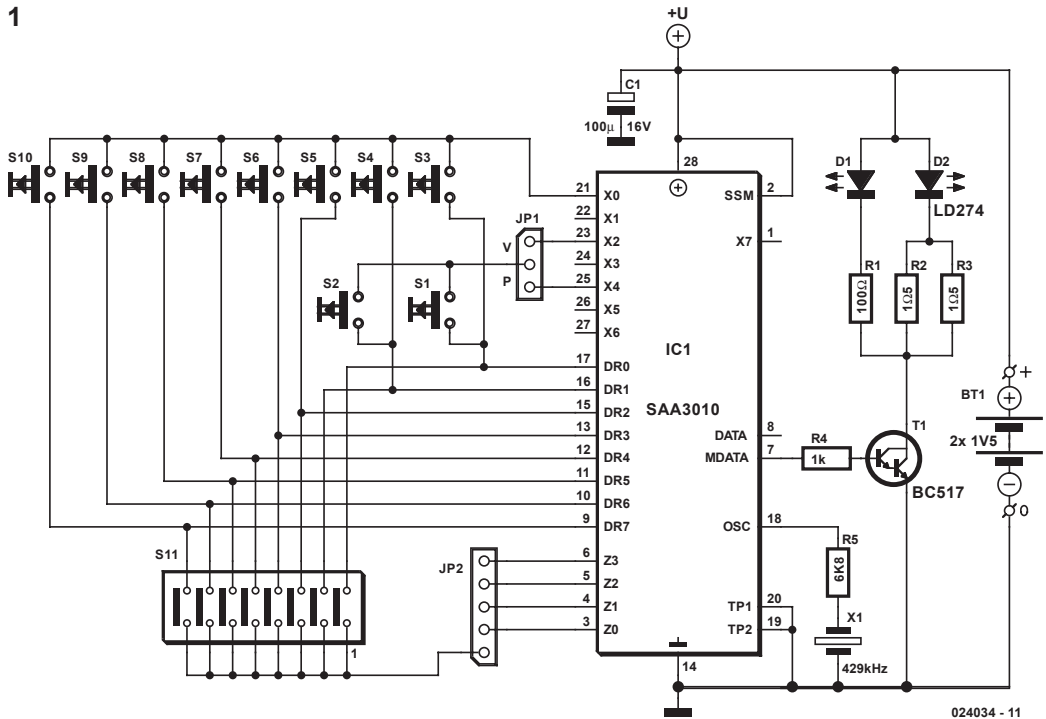 1
+U
C1
100µ 16V
S10 S9 S8 S7 S6 S5 S4 S3
D1 D2
LD274
28
21 X0
22 X1
23 X2
24 X3
25 X4
26 X5
27 X6
SSM 2
X7 1
JP1
V
P
S2 S1
R1 R2 R3
100Ω 1Ω5 1Ω5
IC1
SAA3010
17 DR0
16 DR1
15 DR2
13 DR3
12 DR4
11 DR5
10 DR6
9 DR7
DATA 8
MDATA 7
R4
1k
T1
BC517
+
BT1
2x 1V5
0
OSC 18
R5
6K8
S11
1
JP2
6 Z3
5 Z2
4 Z1
3 Z0
TP1 20
TP2 19
X1
429kHz
14
024034 - 11